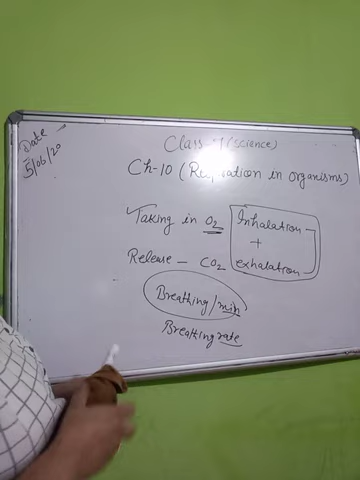 Date
5/06/20
Class (science)
Ch-10 (Respiration in organisms)
Taking in O₂
Inhalation
+
exhalation
Release - CO₂
Breathing/min
Breathing rate